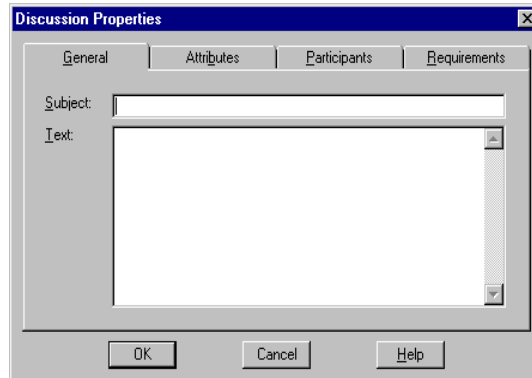 Discussion Properties
General Attributes Participants Requirements
Subject:
Text:
OK Cancel Help